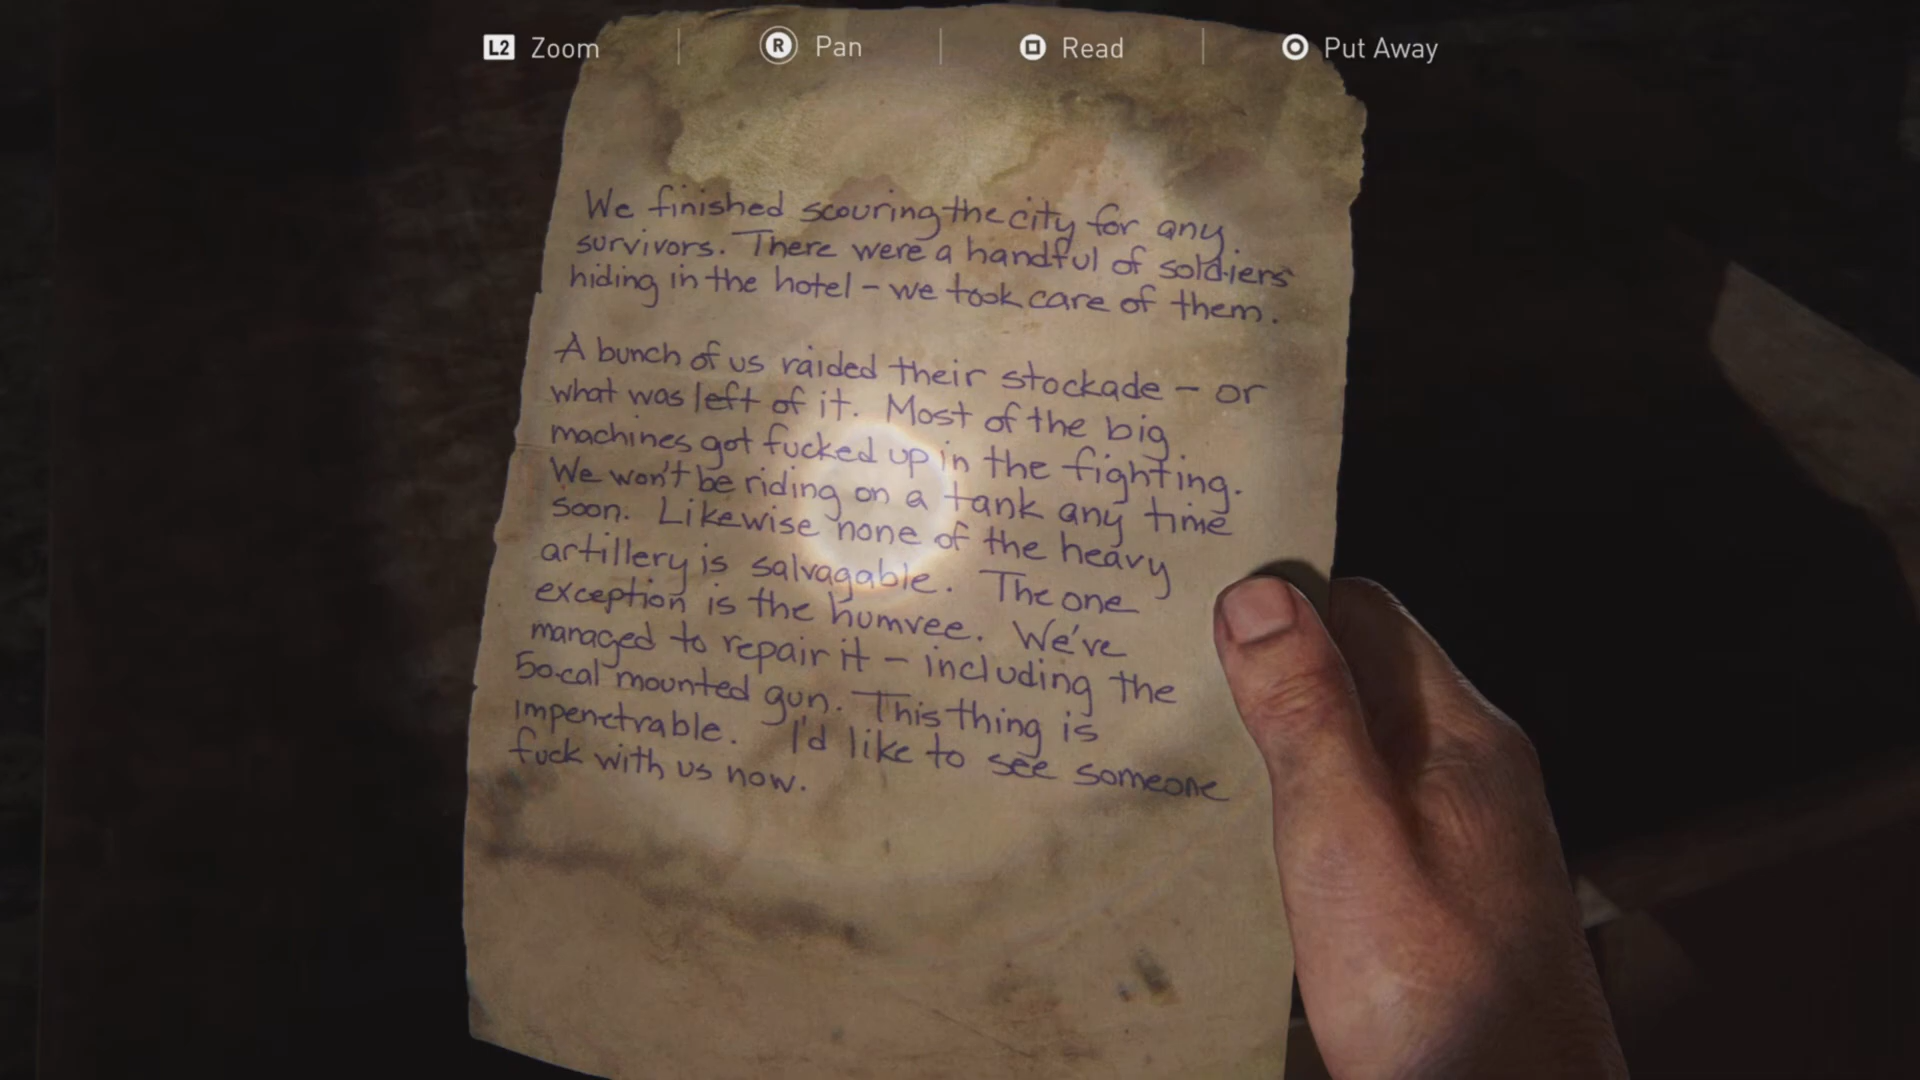 L2 Zoom | R Pan | Read | Put Away
We finished scouring the city for any
survivors. There were a handful of soldiers
hiding in the hotel - we took care of them.
A bunch of us raided their stockade - or
what was left of it. Most of the big
machines got fucked up in the fighting.
We won't be riding on a tank any time
soon. Likewise none of the heavy
artillery is salvagable. The one
exception is the humvee. We've
managed to repair it - including the
50.cal mounted gun. This thing is
impenetrable. I'd like to see someone
fuck with us now.